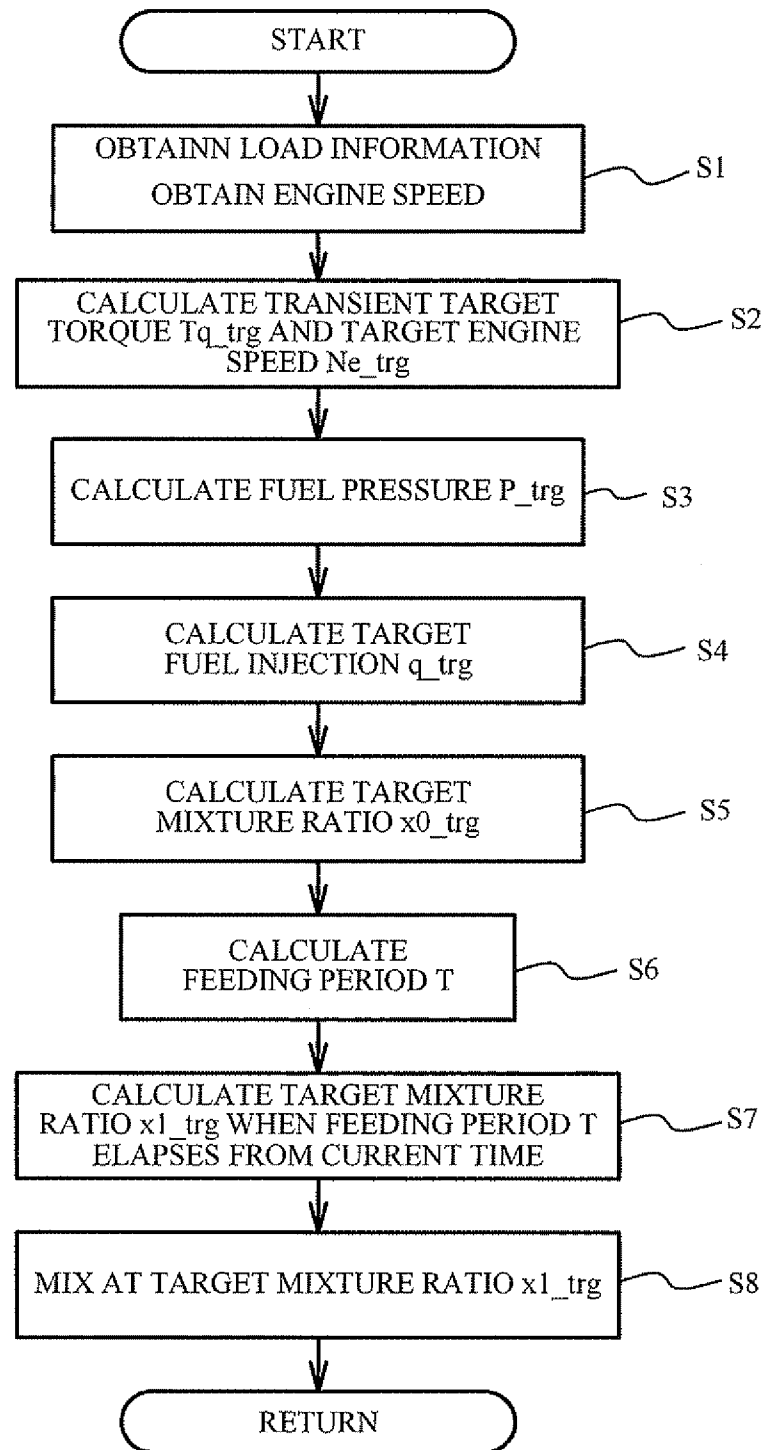 START
OBTAINN LOAD INFORMATION
OBTAIN ENGINE SPEED
S1
CALCULATE TRANSIENT TARGET
TORQUE Tq_trg AND TARGET ENGINE
SPEED Ne_trg
S2
CALCULATE FUEL PRESSURE P_trg
S3
CALCULATE TARGET
FUEL INJECTION q_trg
S4
CALCULATE TARGET
MIXTURE RATIO x0_trg
S5
CALCULATE
FEEDING PERIOD T
S6
CALCULATE TARGET MIXTURE
RATIO x1_trg WHEN FEEDING PERIOD T
ELAPSES FROM CURRENT TIME
S7
MIX AT TARGET MIXTURE RATIO x1_trg
S8
RETURN